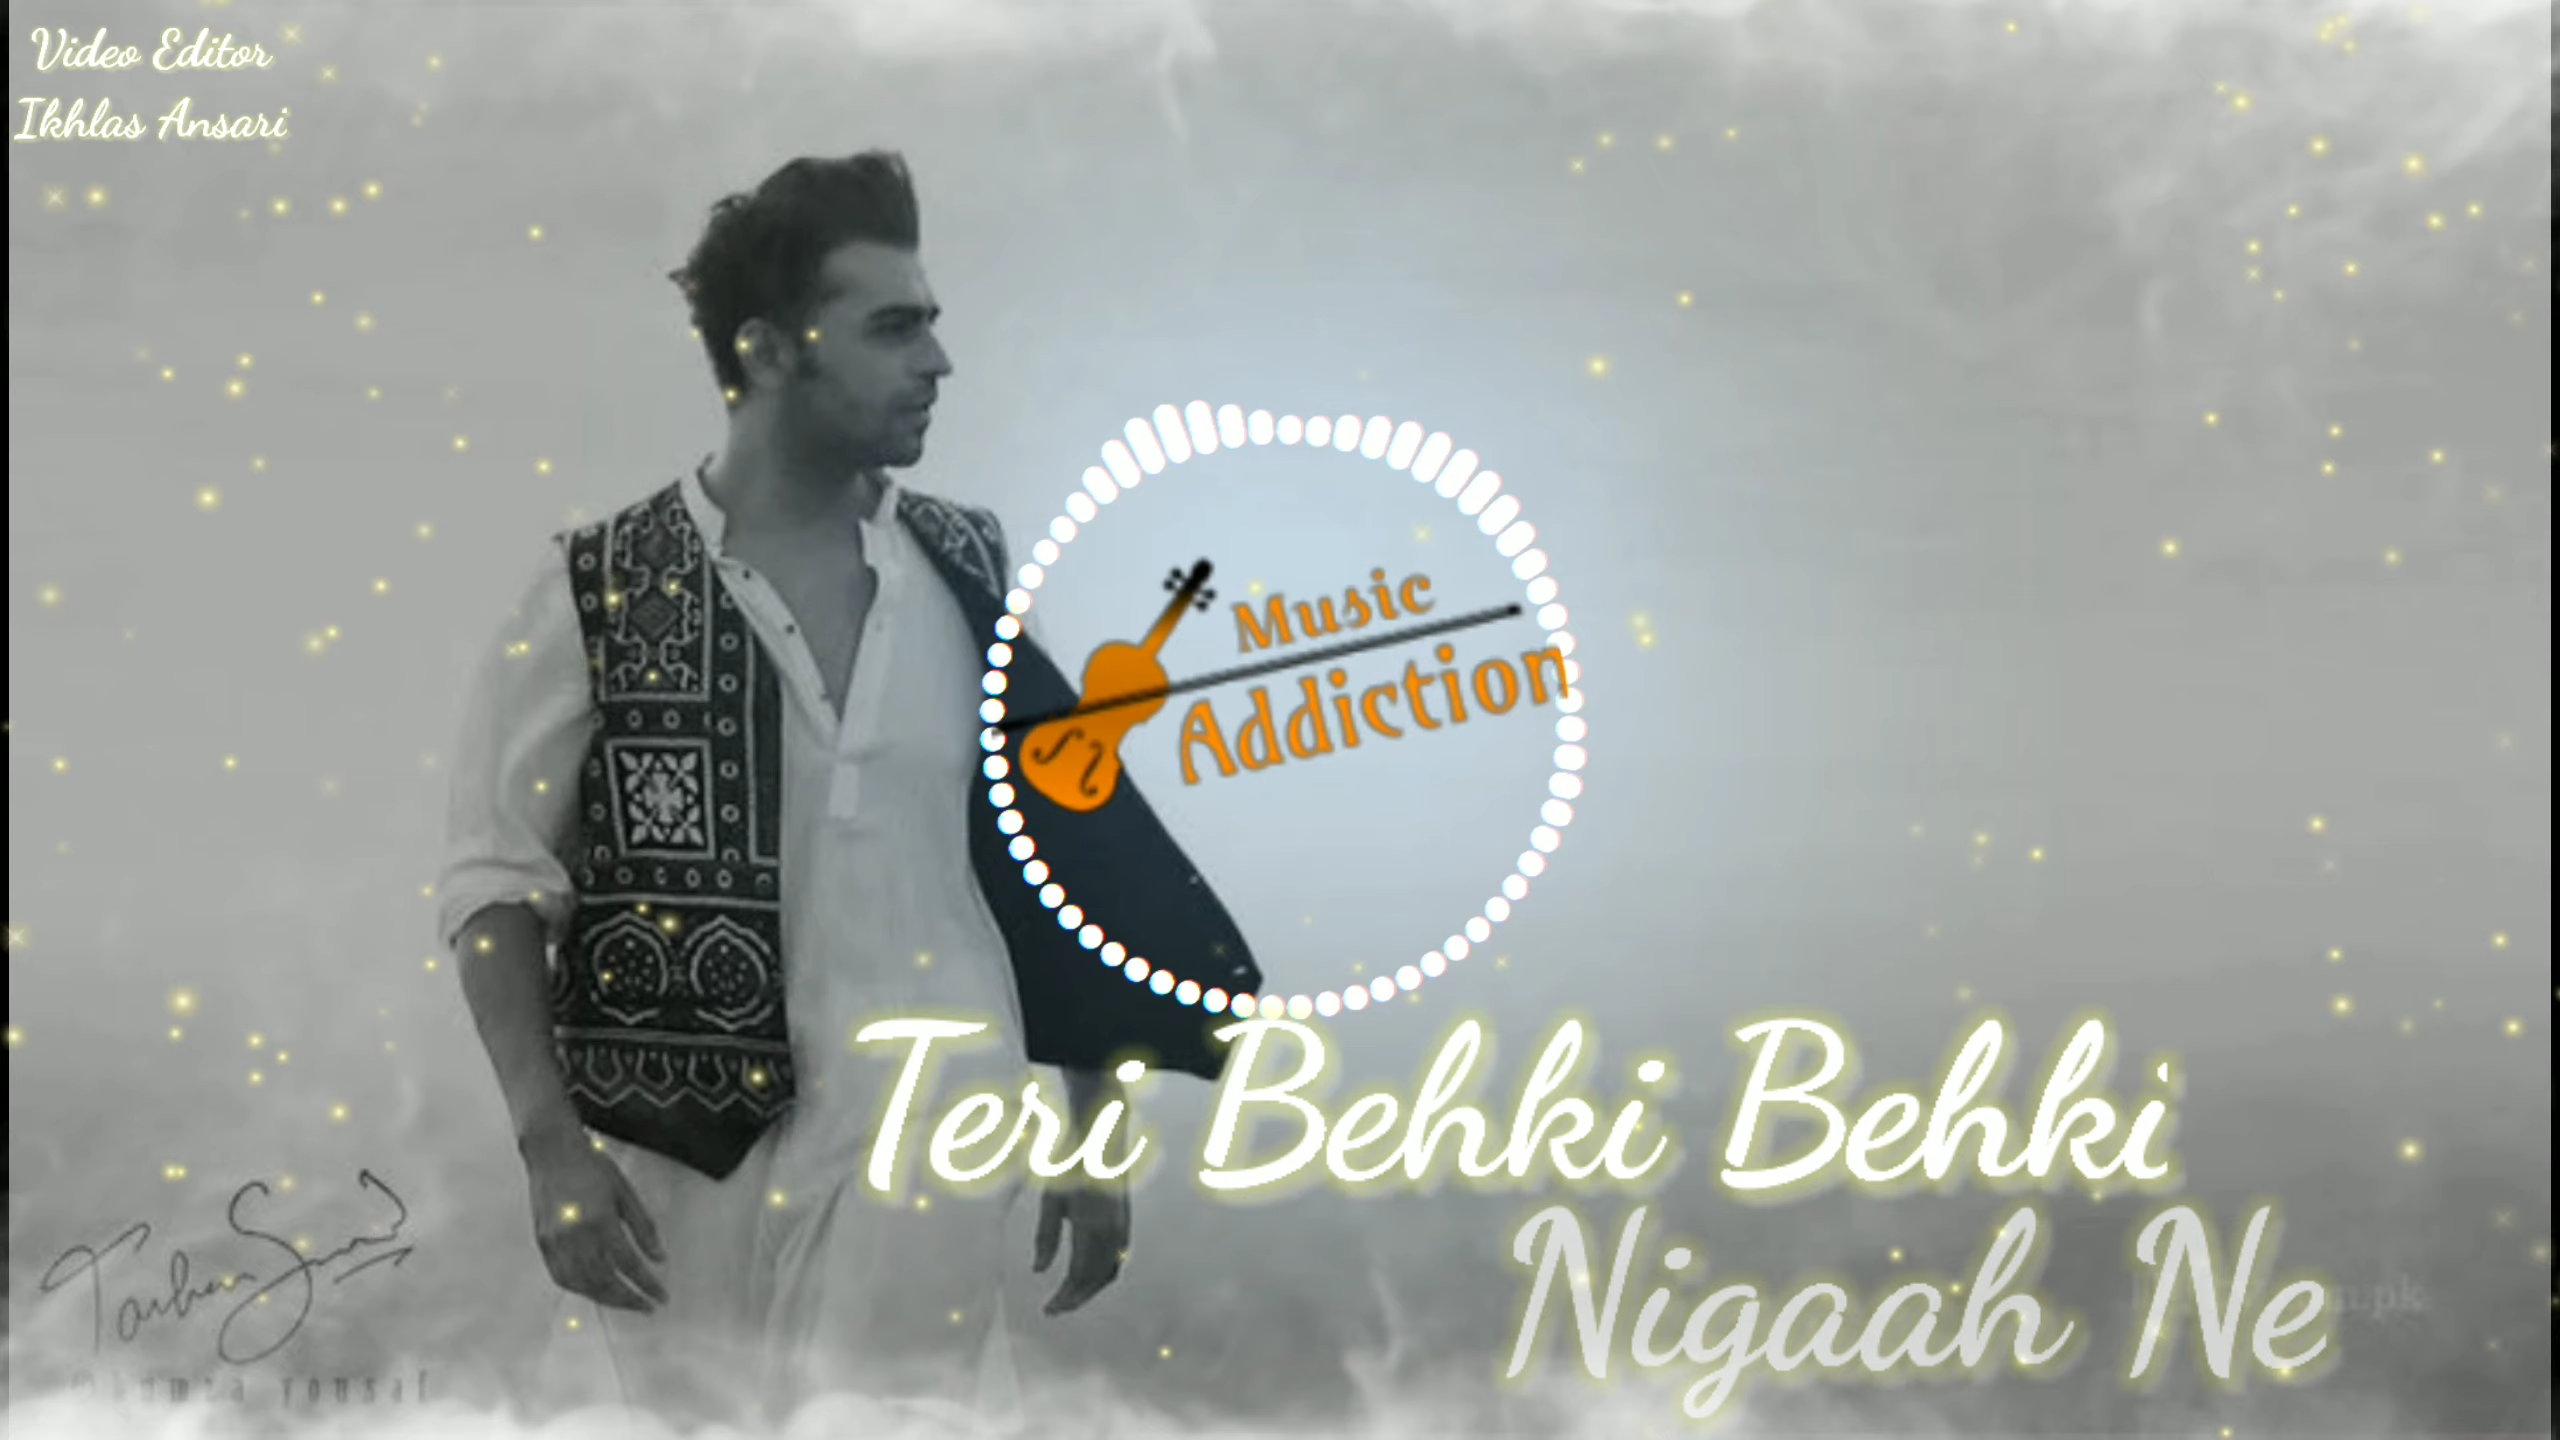 Video Editor
Ikhlas Ansari
Music
Addiction
Teri Behki Behki
Nigaah Ne